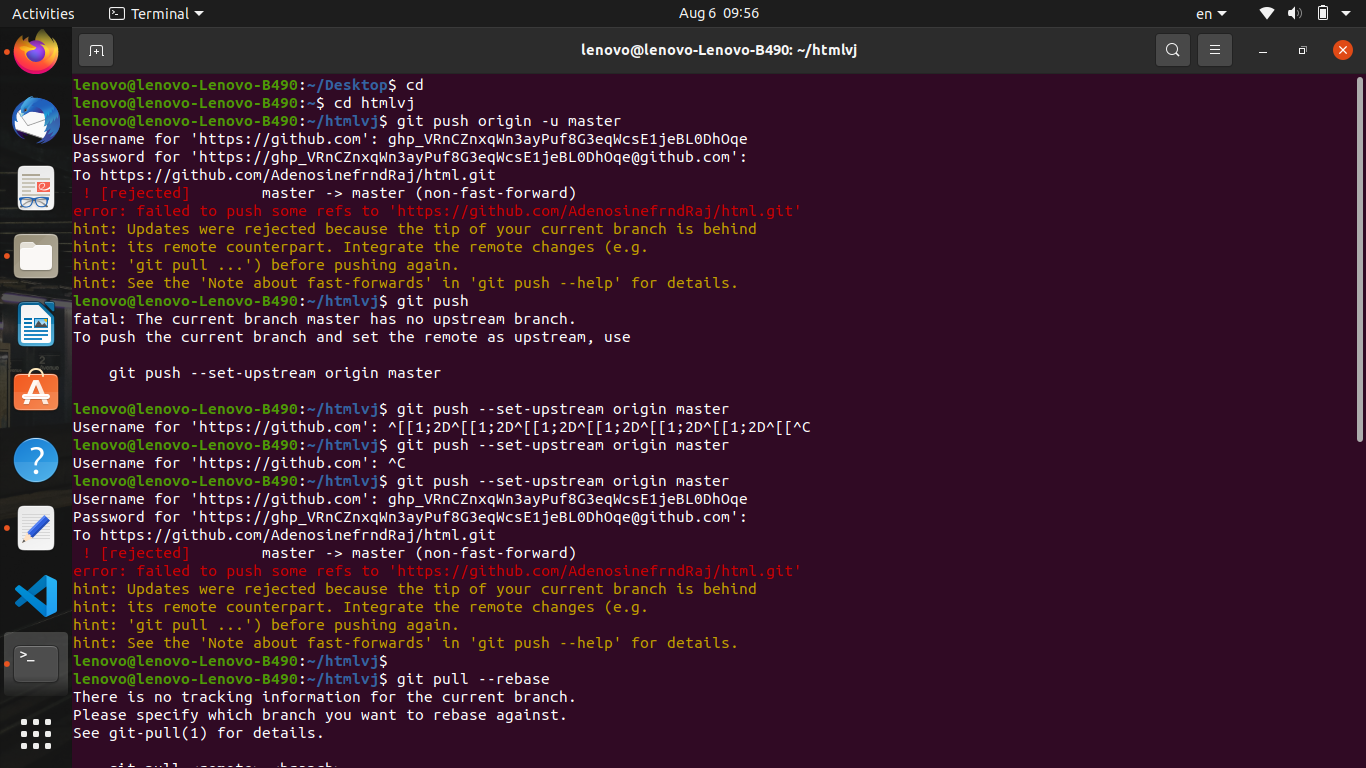 Activities
Terminal
Aug 6 09:56
en
lenovo@lenovo-Lenovo-B490: ~/htmlvj
lenovo@lenovo-Lenovo-B490:~/Desktop$ cd
lenovo@lenovo-Lenovo-B490:~$ cd htmlvj
lenovo@lenovo-Lenovo-B490:~/htmlvj$ git push origin -u master
Username for 'https://github.com': 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
Password for 'https://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@github.com':
To https://github.com/AdenosinefrndRaj/html.git
 ! [rejected]        master -> master (non-fast-forward)
error: failed to push some refs to 'https://github.com/AdenosinefrndRaj/html.git'
hint: Updates were rejected because the tip of your current branch is behind
hint: its remote counterpart. Integrate the remote changes (e.g.
hint: 'git pull ...') before pushing again.
hint: See the 'Note about fast-forwards' in 'git push --help' for details.
lenovo@lenovo-Lenovo-B490:~/htmlvj$ git push
fatal: The current branch master has no upstream branch.
To push the current branch and set the remote as upstream, use
    git push --set-upstream origin master
lenovo@lenovo-Lenovo-B490:~/htmlvj$ git push --set-upstream origin master
Username for 'https://github.com': ^[[1;2D^[[1;2D^[[1;2D^[[1;2D^[[1;2D^[[1;2D^[[^C
lenovo@lenovo-Lenovo-B490:~/htmlvj$ git push --set-upstream origin master
Username for 'https://github.com': ^C
lenovo@lenovo-Lenovo-B490:~/htmlvj$ git push --set-upstream origin master
Username for 'https://github.com': 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
Password for 'https://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@github.com':
To https://github.com/AdenosinefrndRaj/html.git
 ! [rejected]        master -> master (non-fast-forward)
error: failed to push some refs to 'https://github.com/AdenosinefrndRaj/html.git'
hint: Updates were rejected because the tip of your current branch is behind
hint: its remote counterpart. Integrate the remote changes (e.g.
hint: 'git pull ...') before pushing again.
hint: See the 'Note about fast-forwards' in 'git push --help' for details.
lenovo@lenovo-Lenovo-B490:~/htmlvj$
lenovo@lenovo-Lenovo-B490:~/htmlvj$ git pull --rebase
There is no tracking information for the current branch.
Please specify which branch you want to rebase against.
See git-pull(1) for details.